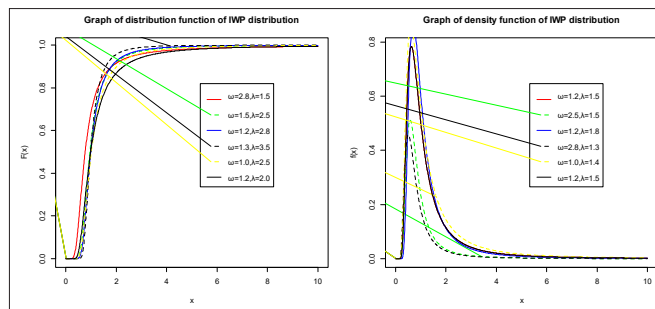 Graph of distribution function of IWP distribution
F(x)
1.0
0.8
0.6
0.4
0.2
0.0
ω=2.8,λ=1.5
ω=1.5,λ=2.5
ω=1.2,λ=2.8
ω=1.3,λ=3.5
ω=1.0,λ=2.5
ω=1.2,λ=2.0
0 2 4 6 8 10
x
Graph of density function of IWP distribution
f(x)
0.8
0.6
0.4
0.2
0.0
ω=1.2,λ=1.5
ω=2.5,λ=1.5
ω=1.2,λ=1.8
ω=2.8,λ=1.3
ω=1.0,λ=1.4
ω=1.2,λ=1.5
0 2 4 6 8 10
x